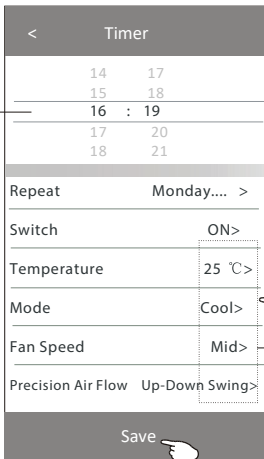 < Timer
14 17
15 18
16 : 19
17 20
18 21
Repeat Monday.... >
Switch ON>
Temperature 25 ℃>
Mode Cool>
Fan Speed Mid>
Precision Air Flow Up-Down Swing>
Save